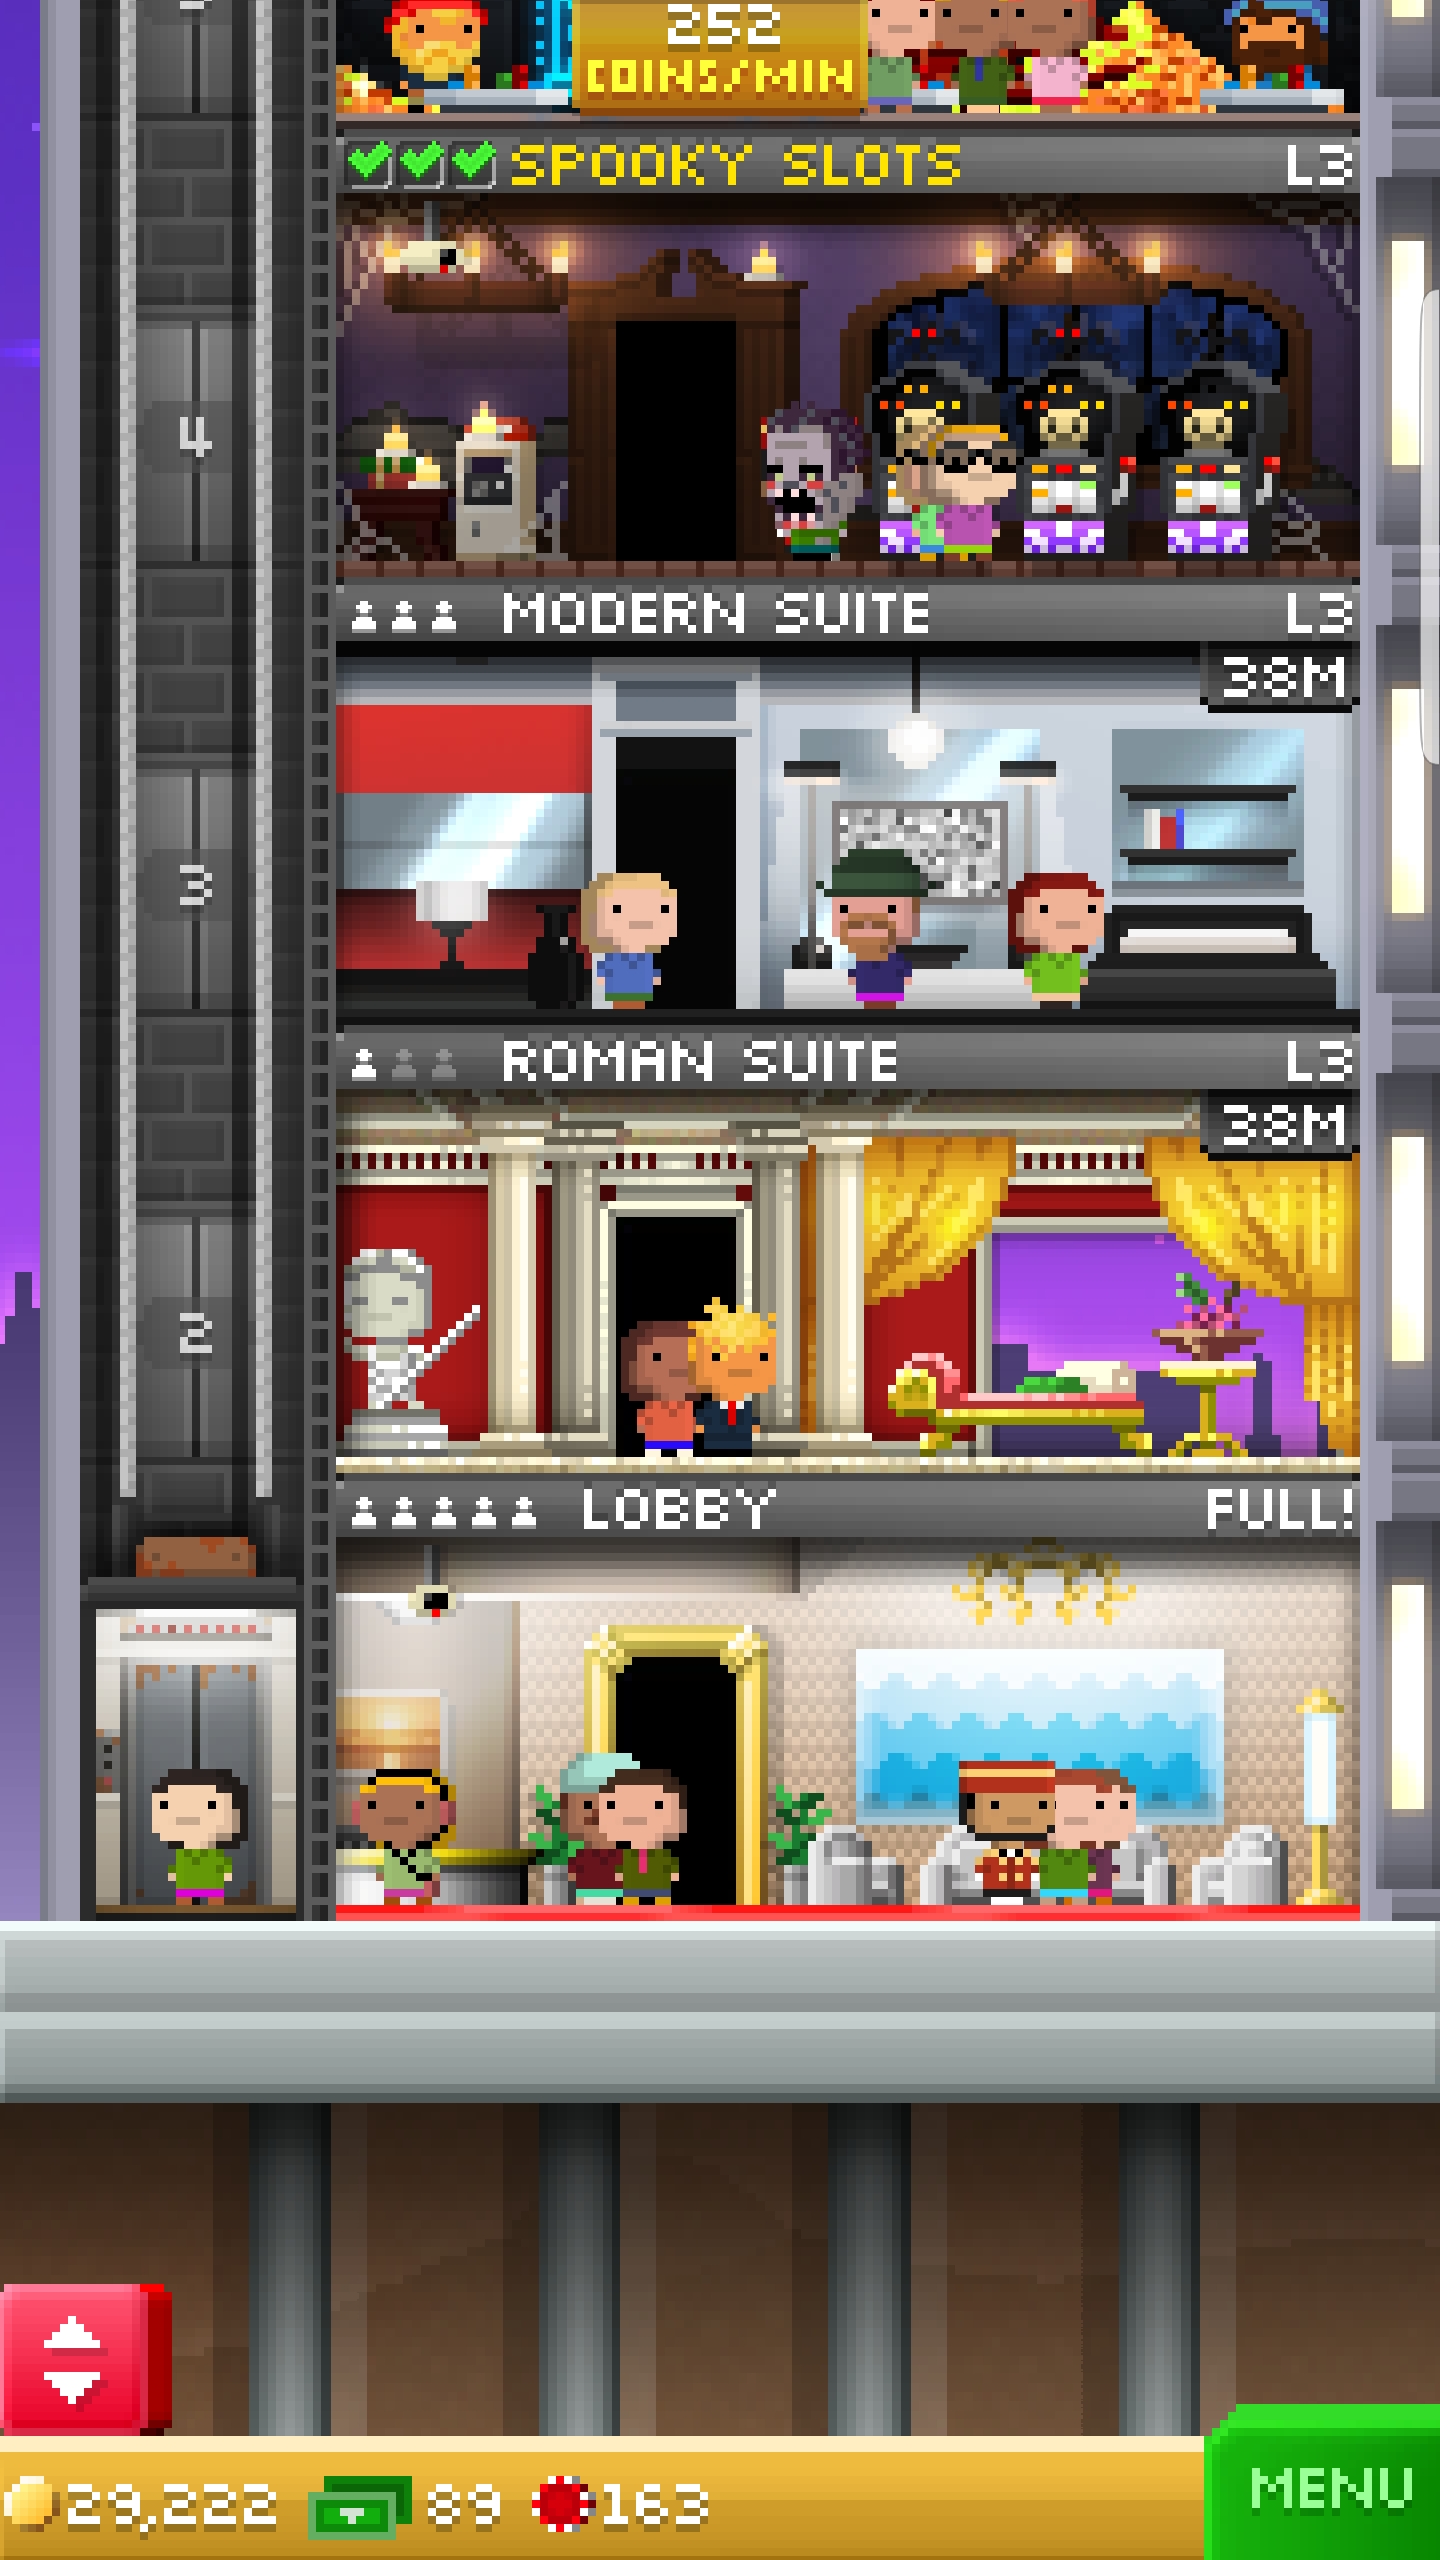 252
COINS/MIN
SPOOKY SLOTS L3
4
MODERN SUITE L3
38M
3
ROMAN SUITE L3
38M
2
LOBBY FULL!
29,222 89 163
MENU